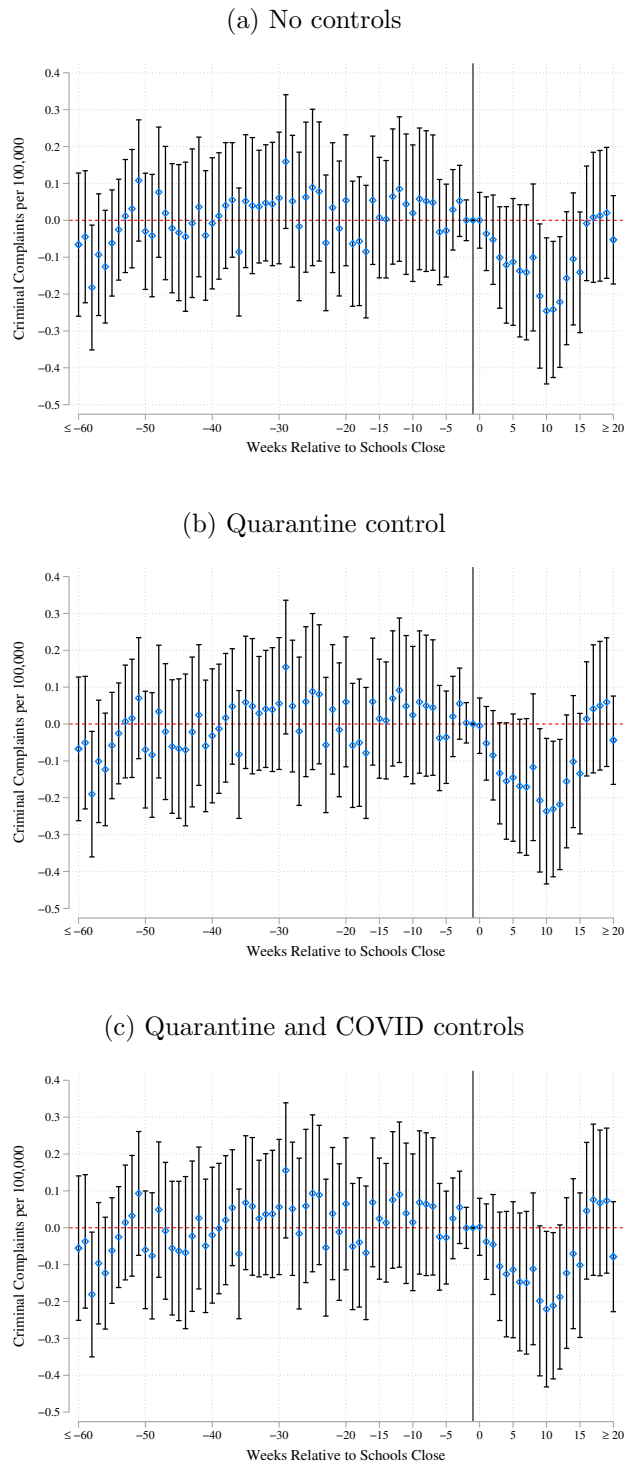 (a) No controls
0.4
0.3
0.2
0.1
0.0
−0.1
−0.2
−0.3
−0.4
−0.5
Criminal Complaints per 100,000
≤ −60 −50 −40 −30 −20 −15 −10 −5 0 5 10 15 ≥ 20
Weeks Relative to Schools Close
(b) Quarantine control
0.4
0.3
0.2
0.1
0.0
−0.1
−0.2
−0.3
−0.4
−0.5
Criminal Complaints per 100,000
≤ −60 −50 −40 −30 −20 −15 −10 −5 0 5 10 15 ≥ 20
Weeks Relative to Schools Close
(c) Quarantine and COVID controls
0.4
0.3
0.2
0.1
0.0
−0.1
−0.2
−0.3
−0.4
−0.5
Criminal Complaints per 100,000
≤ −60 −50 −40 −30 −20 −15 −10 −5 0 5 10 15 ≥ 20
Weeks Relative to Schools Close